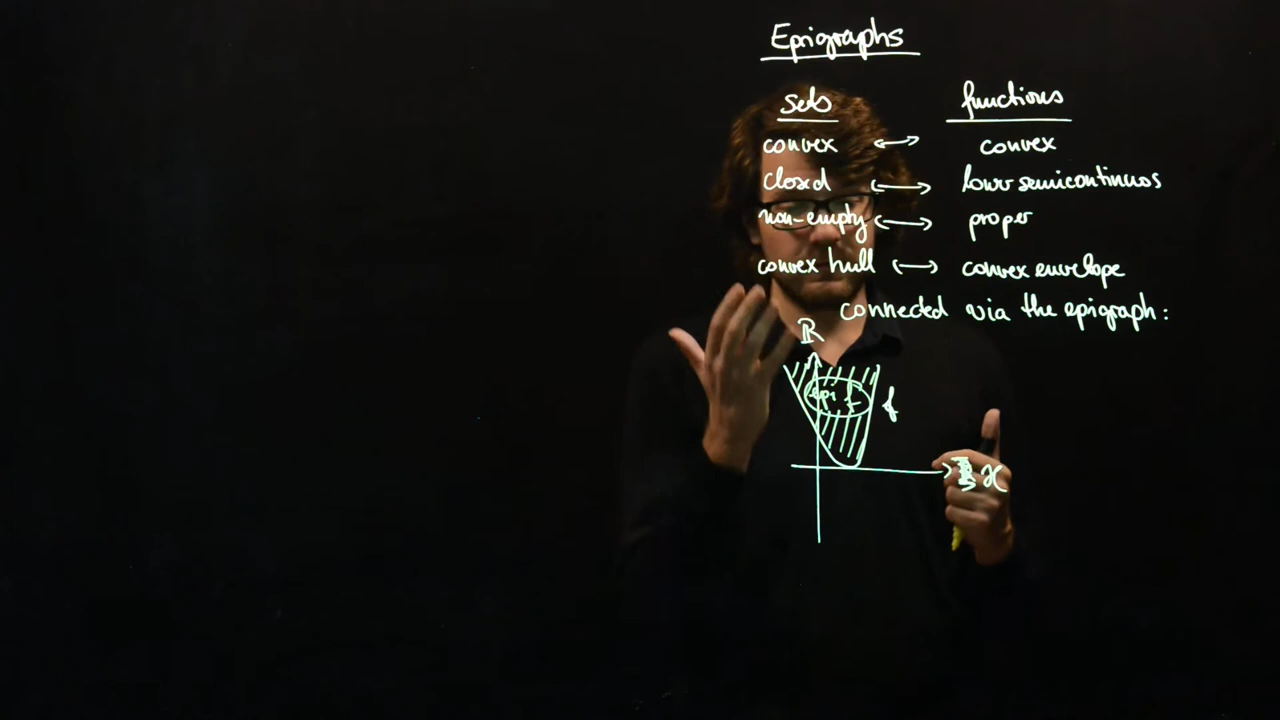 Epigraphs
sets functions
convex ↔ convex
closed ↔ lower semicontinuos
non-empty ↔ proper
convex hull ↔ convex envelope
connected via the epigraph:
ℝ
epi f
f
x